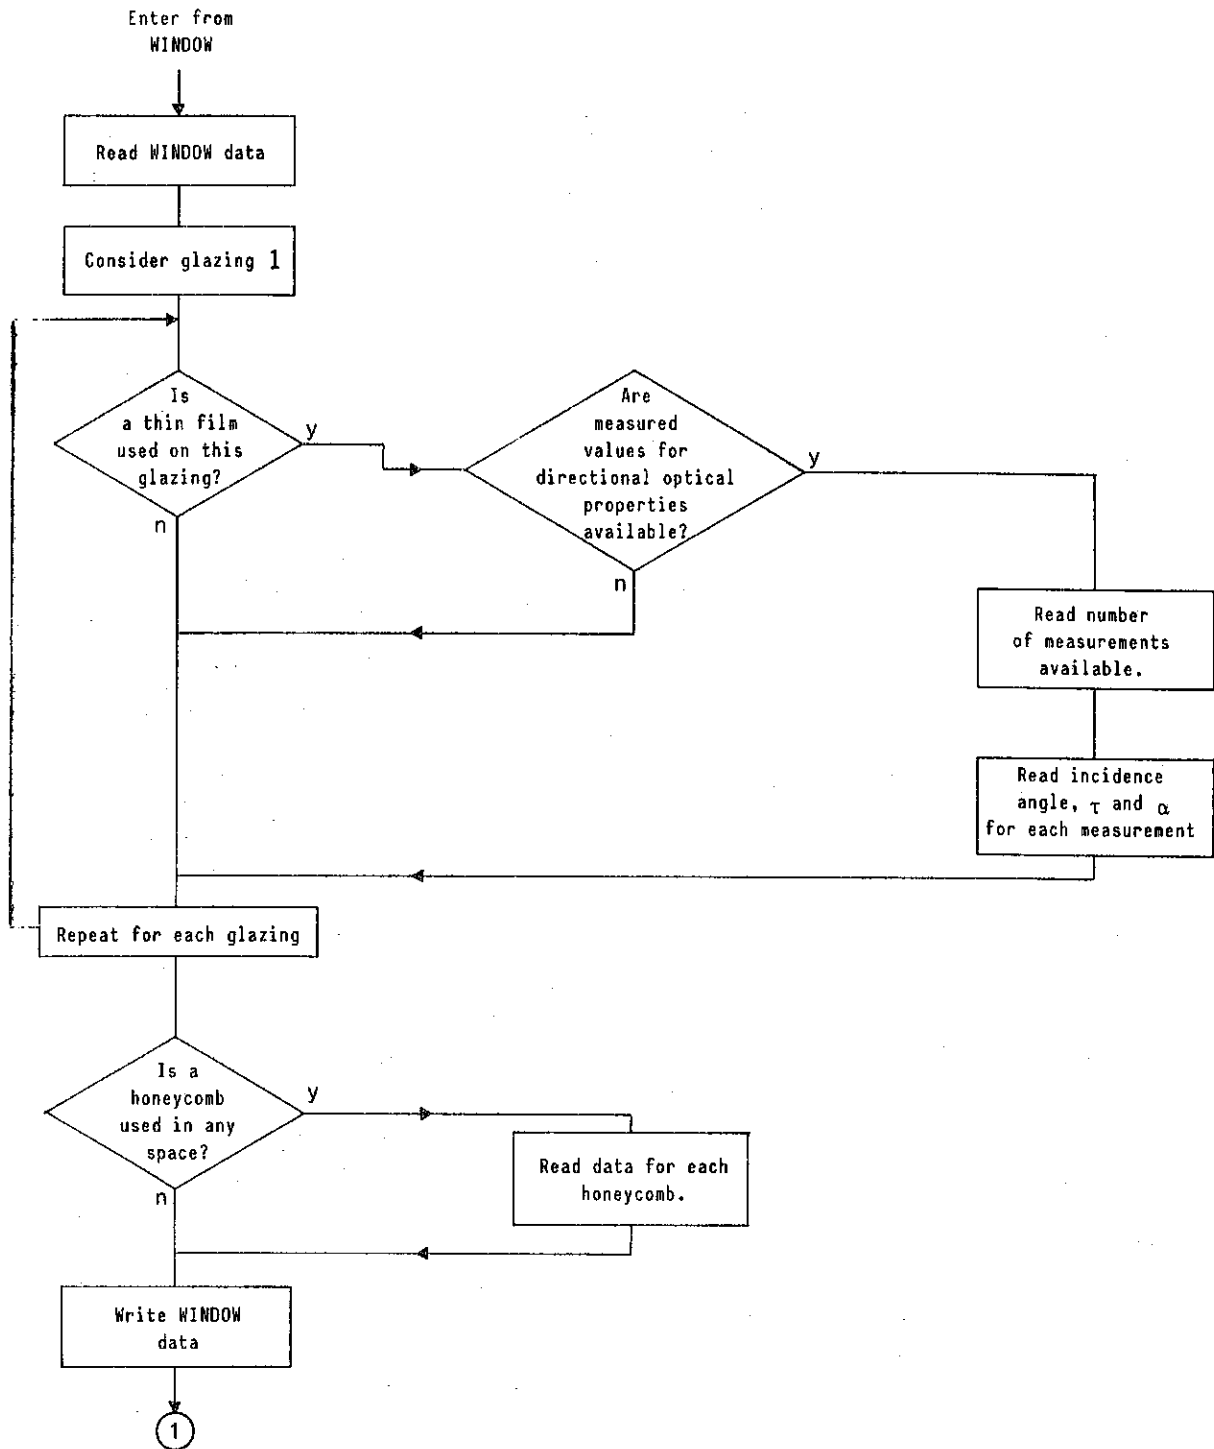 Enter from
WINDOW
Read WINDOW data
Consider glazing 1
Is
a thin film
used on this
glazing?
y
n
Are
measured
values for
directional optical
properties
available?
y
n
Read number
of measurements
available.
Read incidence
angle, τ and α
for each measurement
Repeat for each glazing
Is a
honeycomb
used in any
space?
y
n
Read data for each
honeycomb.
Write WINDOW
data
1